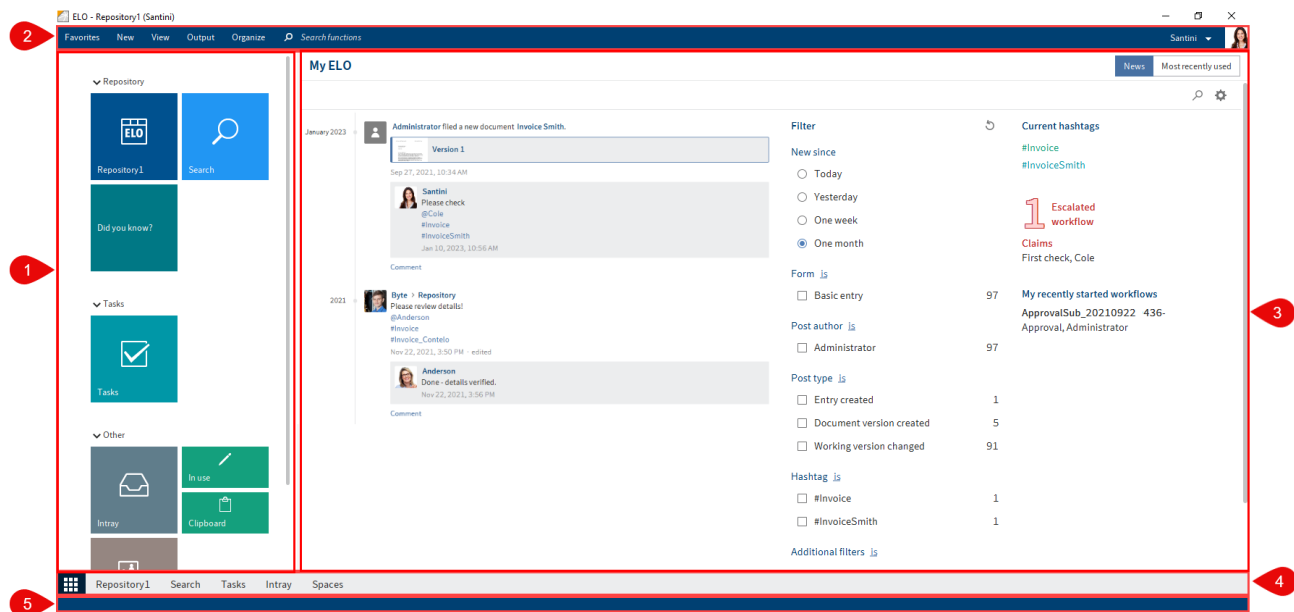 ELO - Repository1 (Santini)
2
Favorites New View Output Organize Search functions Santini
Repository
ELO
Repository1 Search
Did you know?
1
Tasks
Tasks
Other
In use
Intray Clipboard
My ELO News Most recently used
January 2023 Administrator filed a new document Invoice Smith.
Version 1
Sep 27, 2021, 10:34 AM
Santini
Please check
@Cole
#Invoice
#InvoiceSmith
Jan 10, 2023, 10:56 AM
Comment
2021 Byte > Repository
Please review details!
@Anderson
#Invoice
#Invoice_Contelo
Nov 22, 2021, 3:50 PM · edited
Anderson
Done - details verified.
Nov 22, 2021, 3:56 PM
Comment
Filter
New since
Today
Yesterday
One week
One month
Form is
Basic entry 97
Post author is
Administrator 97
Post type is
Entry created 1
Document version created 5
Working version changed 91
Hashtag is
#Invoice 1
#InvoiceSmith 1
Additional filters is
Current hashtags
#Invoice
#InvoiceSmith
1 Escalated
workflow
Claims
First check, Cole
My recently started workflows
ApprovalSub_20210922 436-
Approval, Administrator
3
Repository1 Search Tasks Intray Spaces
4
5